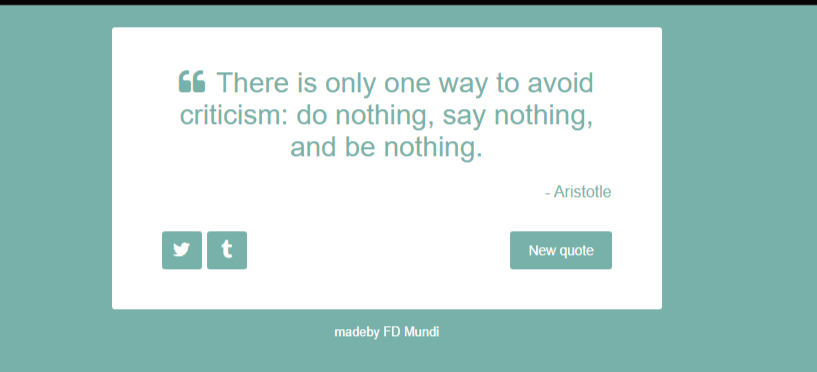 ❝ There is only one way to avoid
criticism: do nothing, say nothing,
and be nothing.
- Aristotle
New quote
madeby FD Mundi